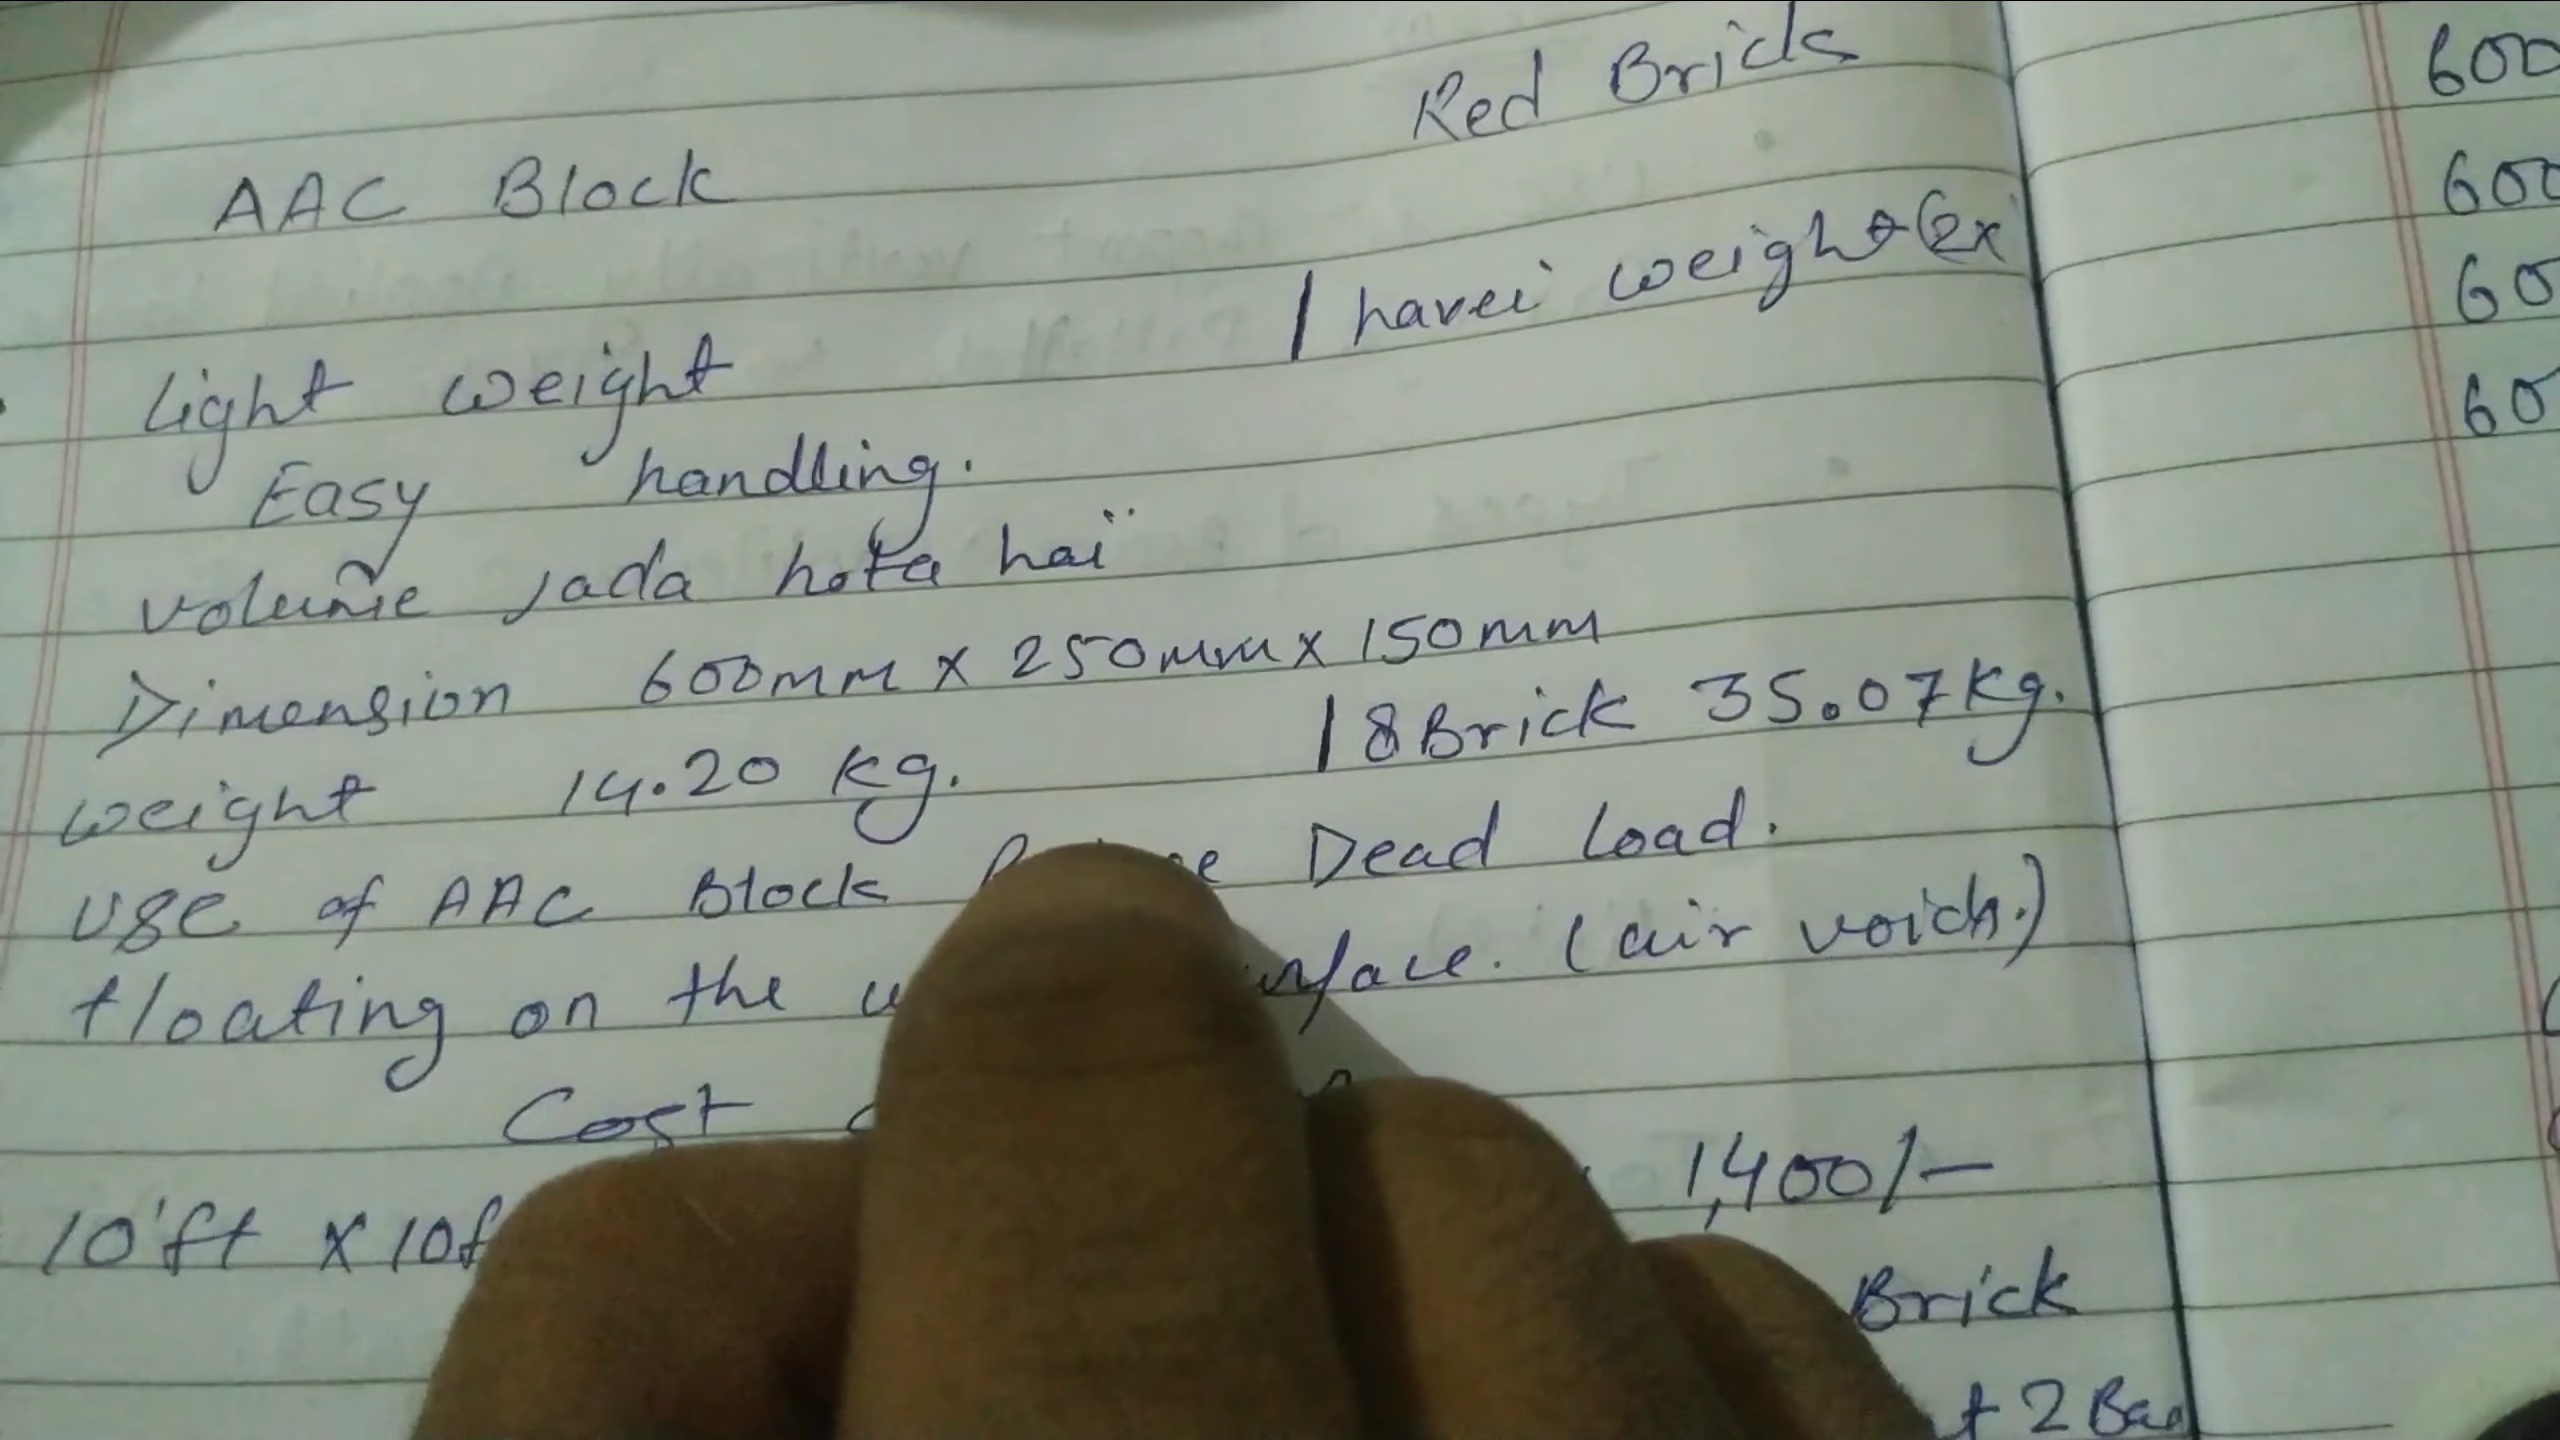 Red Brick
AAC Block
light weight | havei weight (2x
Easy handling.
volume jada hota hai
Dimension 600mm x 250mm x 150mm
weight 14.20 kg. | 8 Brick 35.07 kg.
use of AAC Block Dead load.
floating on the (air voids.)
Cost
1,400/-
10'ft x 10f
Brick
2 Bag
600
600
60
60